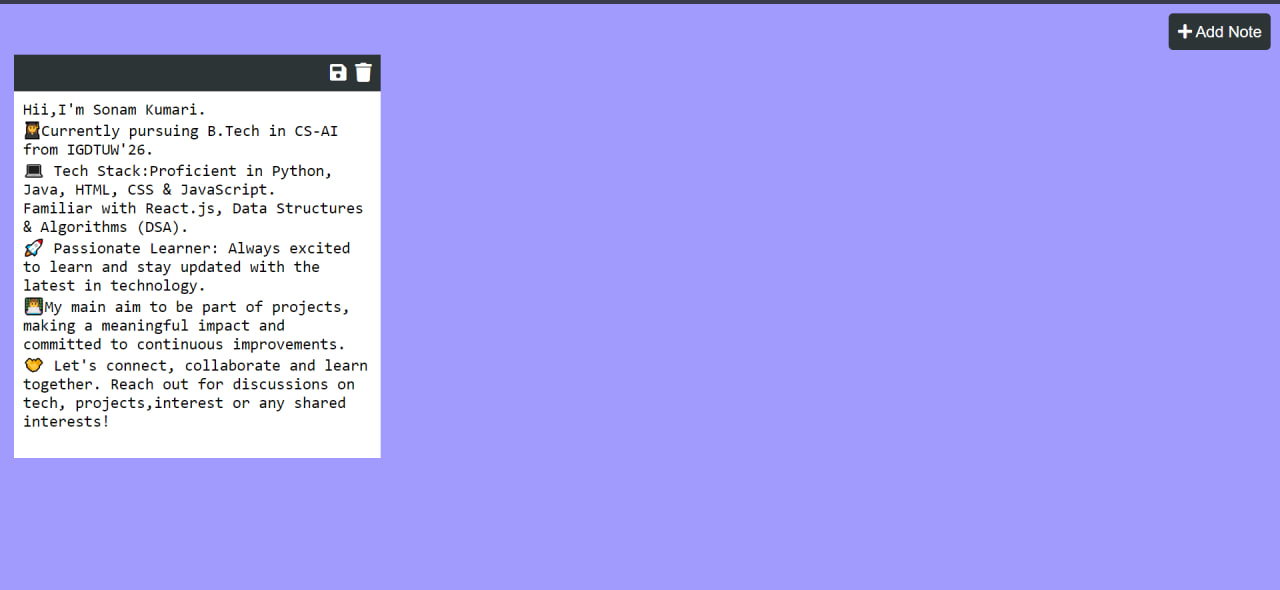 Add Note
Hii,I'm Sonam Kumari.
👩‍🎓Currently pursuing B.Tech in CS-AI
from IGDTUW'26.
💻 Tech Stack:Proficient in Python,
Java, HTML, CSS & JavaScript.
Familiar with React.js, Data Structures
& Algorithms (DSA).
🚀 Passionate Learner: Always excited
to learn and stay updated with the
latest in technology.
👩‍💻My main aim to be part of projects,
making a meaningful impact and
committed to continuous improvements.
🤝 Let's connect, collaborate and learn
together. Reach out for discussions on
tech, projects,interest or any shared
interests!